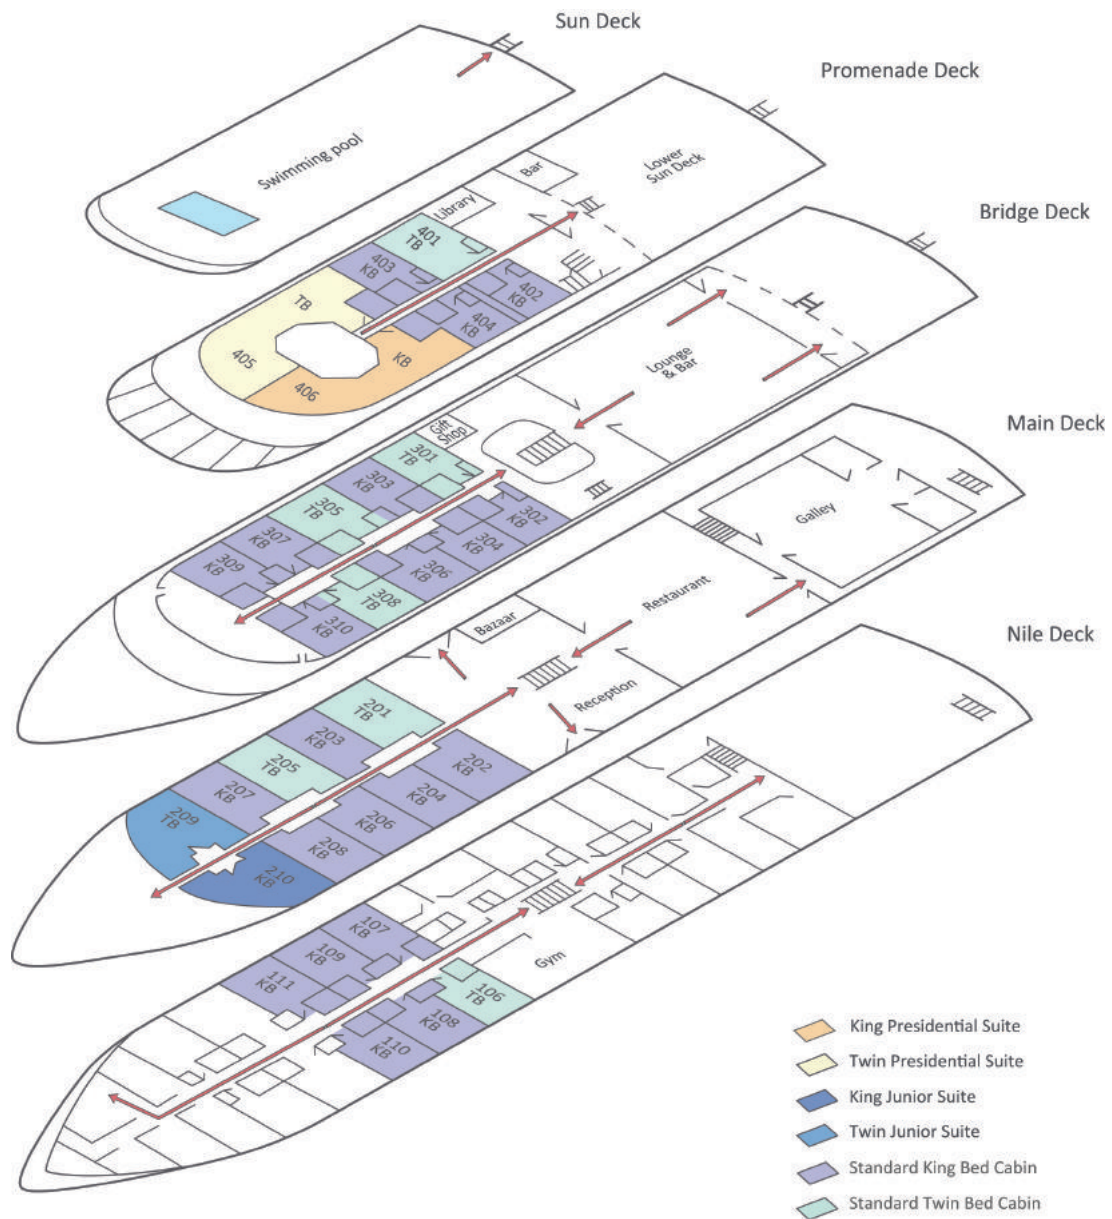 Sun Deck
Swimming pool
Promenade Deck
Lower
Sun Deck
Bar
Library
401
TB
403
KB
402
KB
404
KB
TB
405
KB
406
Bridge Deck
Lounge
& Bar
Gift
Shop
301
TB
303
KB
305
TB
307
KB
309
KB
302
KB
304
KB
306
KB
308
TB
310
KB
Main Deck
Galley
Restaurant
Bazaar
Reception
201
TB
203
KB
205
TB
207
KB
209
TB
202
KB
204
KB
206
KB
208
KB
210
KB
Nile Deck
107
KB
109
KB
111
KB
Gym
106
TB
108
KB
110
KB
King Presidential Suite
Twin Presidential Suite
King Junior Suite
Twin Junior Suite
Standard King Bed Cabin
Standard Twin Bed Cabin